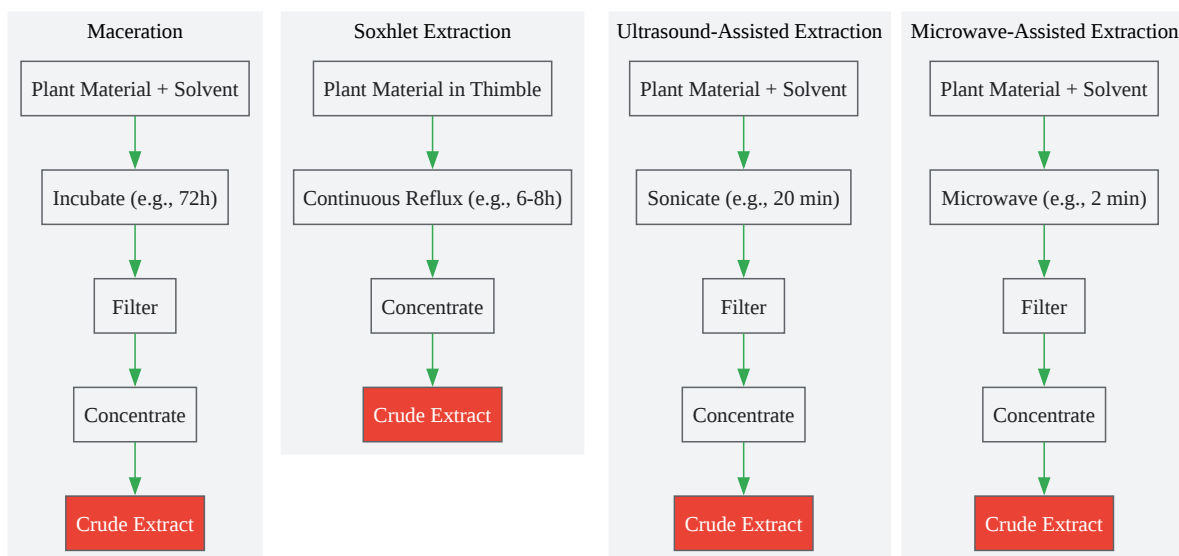 Maceration
Plant Material + Solvent
Incubate (e.g., 72h)
Filter
Concentrate
Crude Extract
Soxhlet Extraction
Plant Material in Thimble
Continuous Reflux (e.g., 6-8h)
Concentrate
Crude Extract
Ultrasound-Assisted Extraction
Plant Material + Solvent
Sonicate (e.g., 20 min)
Filter
Concentrate
Crude Extract
Microwave-Assisted Extraction
Plant Material + Solvent
Microwave (e.g., 2 min)
Filter
Concentrate
Crude Extract